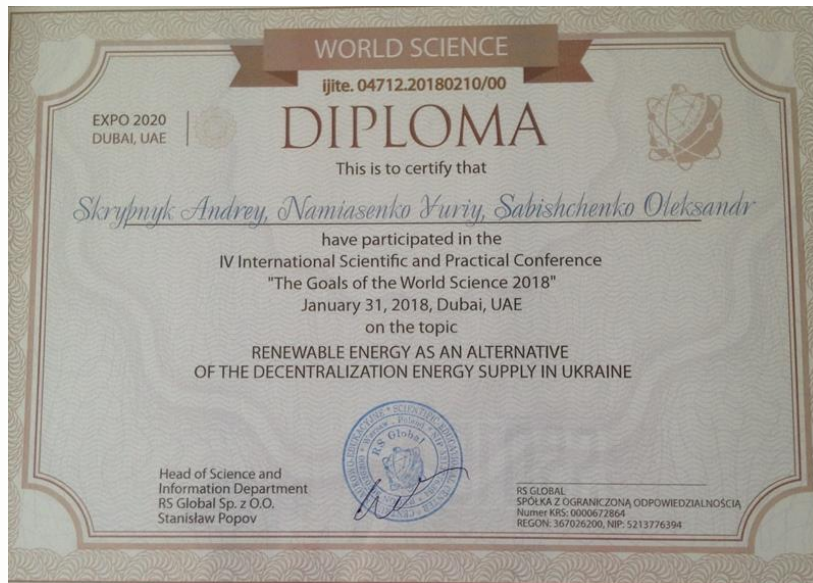 WORLD SCIENCE
ijite. 04712.20180210/00
EXPO 2020
DUBAI, UAE
DIPLOMA
This is to certify that
Skrypnyk Andrey, Namiasenko Yuriy, Sabishchenko Oleksandr
have participated in the
IV International Scientific and Practical Conference
"The Goals of the World Science 2018"
January 31, 2018, Dubai, UAE
on the topic
RENEWABLE ENERGY AS AN ALTERNATIVE
OF THE DECENTRALIZATION ENERGY SUPPLY IN UKRAINE
RS Global
Warsaw, Poland
Head of Science and
Information Department
RS Global Sp. z O.O.
Stanisław Popov
RS GLOBAL
SPÓŁKA Z OGRANICZONĄ ODPOWIEDZIALNOŚCIĄ
Numer KRS: 0000672864
REGON: 367026200, NIP: 5213776394